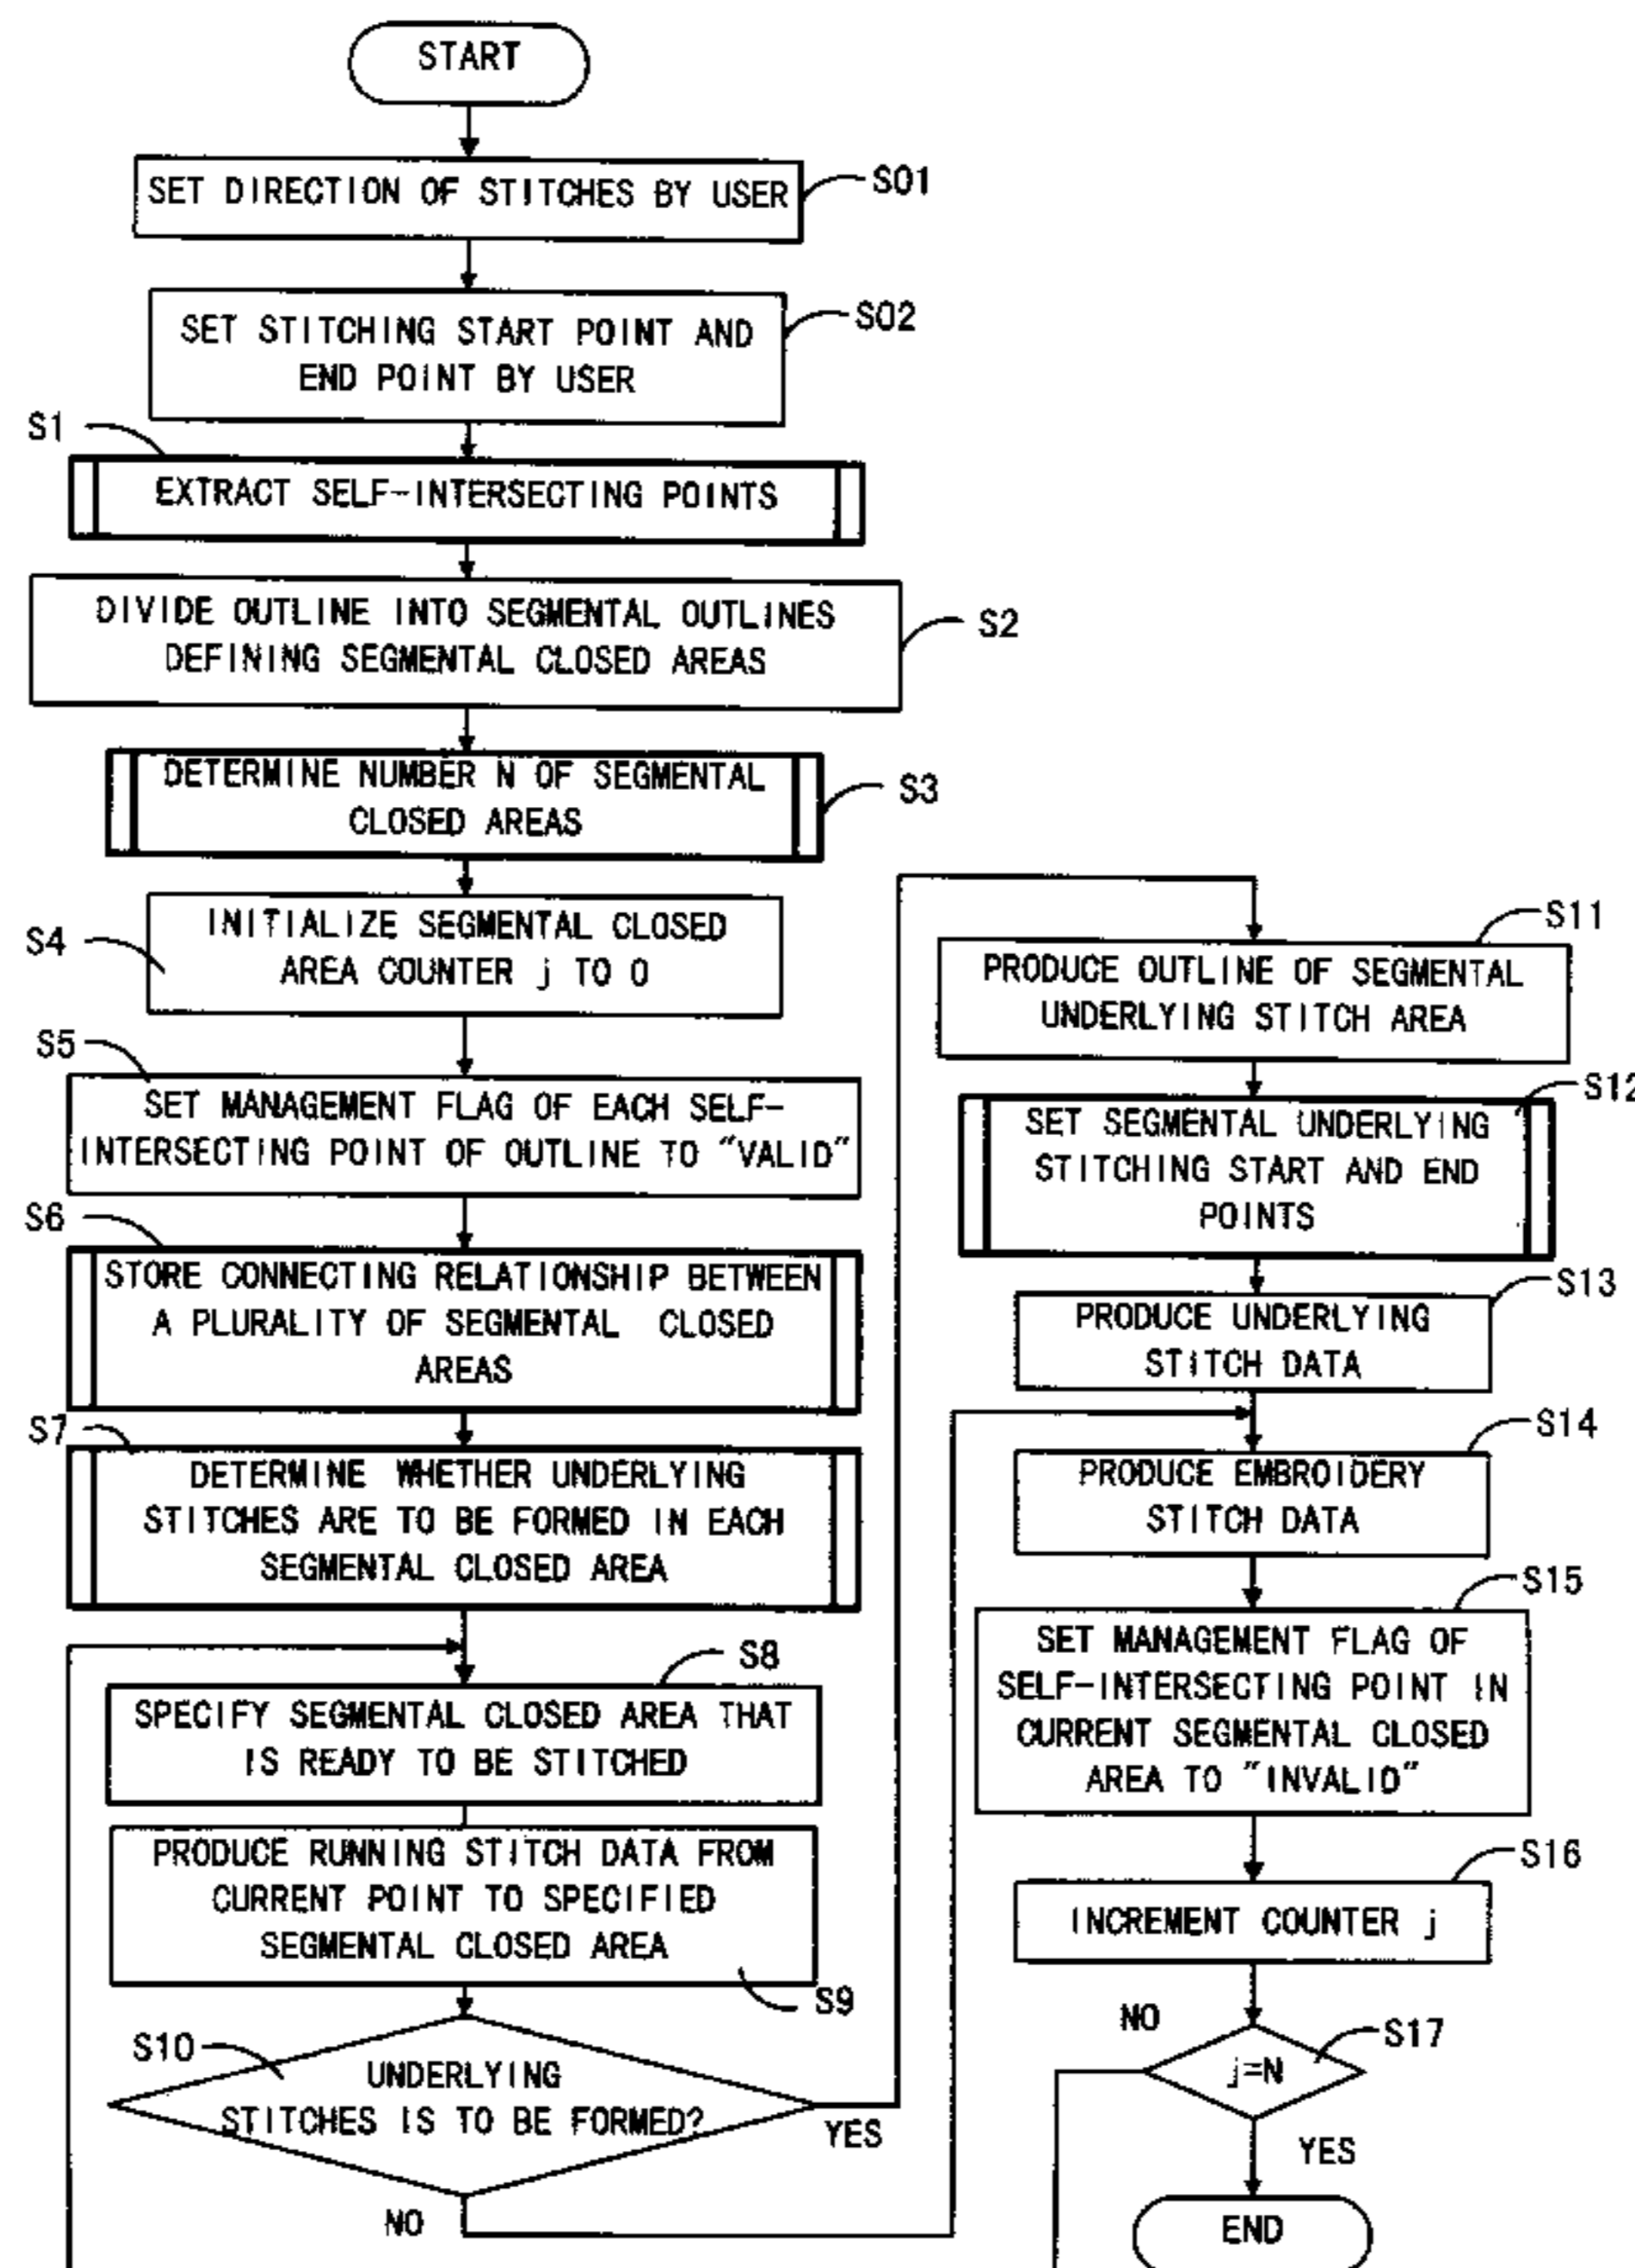 START
SET DIRECTION OF STITCHES BY USER
S01
SET STITCHING START POINT AND
END POINT BY USER
S02
S1
EXTRACT SELF-INTERSECTING POINTS
DIVIDE OUTLINE INTO SEGMENTAL OUTLINES
DEFINING SEGMENTAL CLOSED AREAS
S2
DETERMINE NUMBER N OF SEGMENTAL
CLOSED AREAS
S3
S4
INITIALIZE SEGMENTAL CLOSED
AREA COUNTER j TO 0
S5
SET MANAGEMENT FLAG OF EACH SELF-
INTERSECTING POINT OF OUTLINE TO "VALID"
S6
STORE CONNECTING RELATIONSHIP BETWEEN
A PLURALITY OF SEGMENTAL CLOSED
AREAS
S7
DETERMINE WHETHER UNDERLYING
STITCHES ARE TO BE FORMED IN EACH
SEGMENTAL CLOSED AREA
S8
SPECIFY SEGMENTAL CLOSED AREA THAT
IS READY TO BE STITCHED
PRODUCE RUNNING STITCH DATA FROM
CURRENT POINT TO SPECIFIED
SEGMENTAL CLOSED AREA
S9
S10
UNDERLYING
STITCHES IS TO BE FORMED?
YES
NO
S11
PRODUCE OUTLINE OF SEGMENTAL
UNDERLYING STITCH AREA
S12
SET SEGMENTAL UNDERLYING
STITCHING START AND END
POINTS
S13
PRODUCE UNDERLYING
STITCH DATA
S14
PRODUCE EMBROIDERY
STITCH DATA
S15
SET MANAGEMENT FLAG OF
SELF-INTERSECTING POINT IN
CURRENT SEGMENTAL CLOSED
AREA TO "INVALID"
S16
INCREMENT COUNTER j
NO
S17
j=N
YES
END